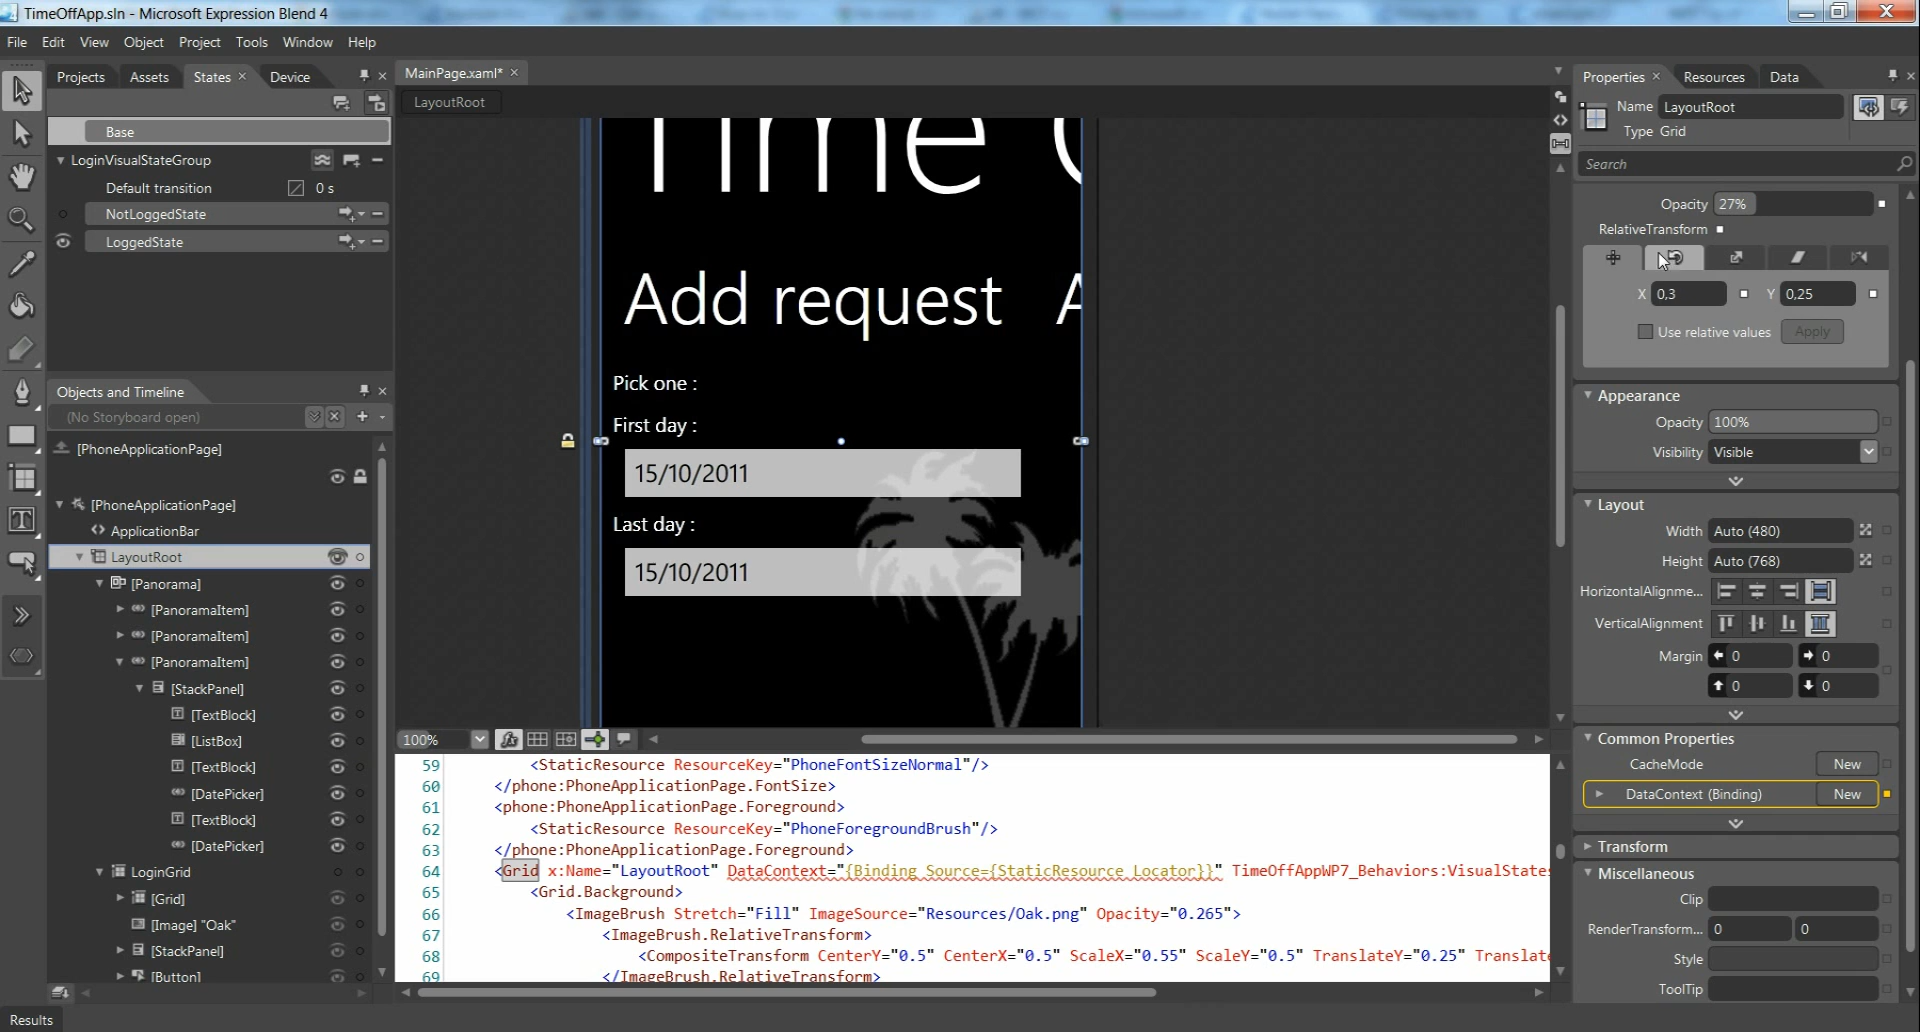 TimeOffApp.sln - Microsoft Expression Blend 4
File Edit View Object Project Tools Window Help
Projects Assets States Device
Base
LoginVisualStateGroup
Default transition 0 s
NotLoggedState
LoggedState
Objects and Timeline
(No Storyboard open)
[PhoneApplicationPage]
[PhoneApplicationPage]
ApplicationBar
LayoutRoot
[Panorama]
[PanoramaItem]
[PanoramaItem]
[PanoramaItem]
[StackPanel]
[TextBlock]
[ListBox]
[TextBlock]
[DatePicker]
[TextBlock]
[DatePicker]
LoginGrid
[Grid]
[Image] "Oak"
[StackPanel]
[Button]
Results
MainPage.xaml*
LayoutRoot
Time O
Add request A
Pick one :
First day :
15/10/2011
Last day :
15/10/2011
100%
59 <StaticResource ResourceKey="PhoneFontSizeNormal"/>
60 </phone:PhoneApplicationPage.FontSize>
61 <phone:PhoneApplicationPage.Foreground>
62 <StaticResource ResourceKey="PhoneForegroundBrush"/>
63 </phone:PhoneApplicationPage.Foreground>
64 <Grid x:Name="LayoutRoot" DataContext="{Binding Source={StaticResource Locator}}" TimeOffAppWP7_Behaviors:VisualStates
65 <Grid.Background>
66 <ImageBrush Stretch="Fill" ImageSource="Resources/Oak.png" Opacity="0.265">
67 <ImageBrush.RelativeTransform>
68 <CompositeTransform CenterY="0.5" CenterX="0.5" ScaleX="0.55" ScaleY="0.5" TranslateY="0.25" Translate
69 </ImageBrush.RelativeTransform>
Properties Resources Data
Name LayoutRoot
Type Grid
Search
Opacity 27%
RelativeTransform
X 0,3 Y 0,25
Use relative values Apply
Appearance
Opacity 100%
Visibility Visible
Layout
Width Auto (480)
Height Auto (768)
HorizontalAlignme...
VerticalAlignment
Margin 0 0
0 0
Common Properties
CacheMode New
DataContext (Binding) New
Transform
Miscellaneous
Clip
RenderTransform... 0 0
Style
ToolTip